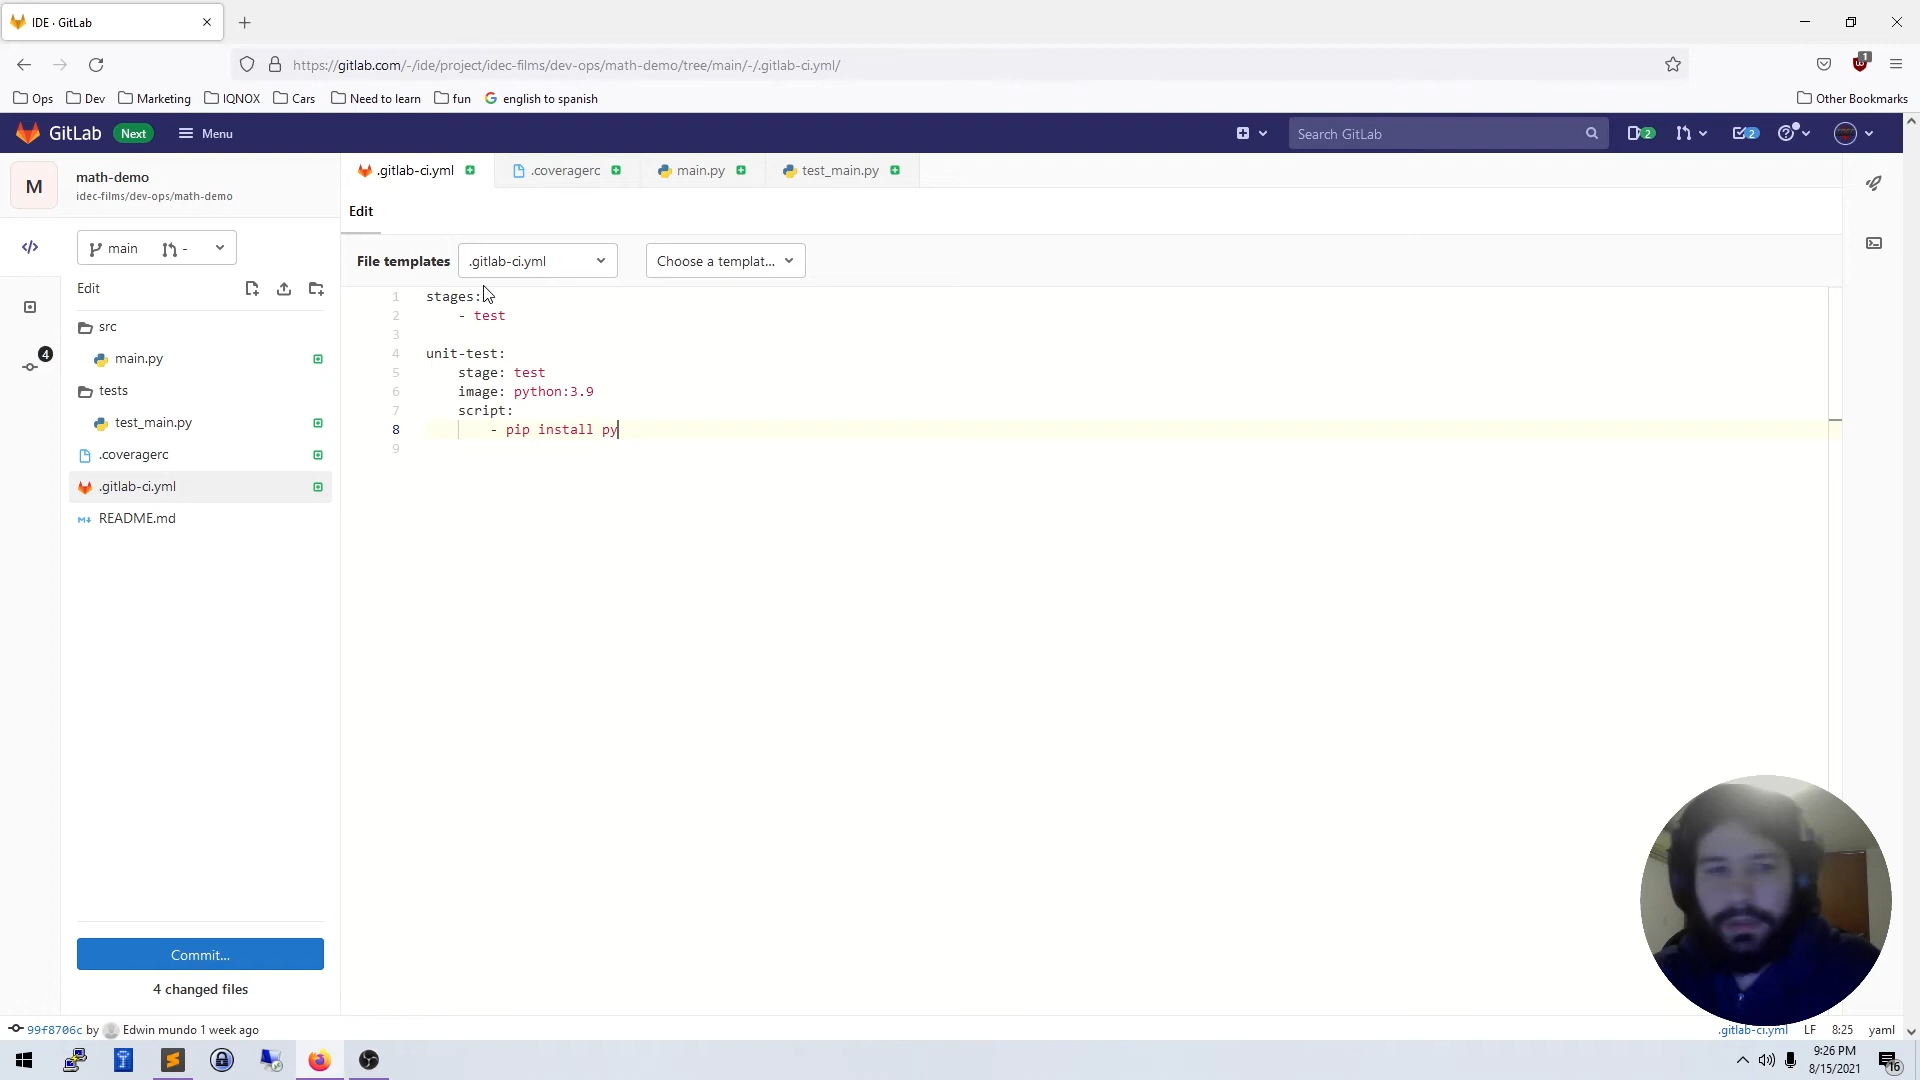 IDE · GitLab
https://gitlab.com/-/ide/project/idec-films/dev-ops/math-demo/tree/main/-/.gitlab-ci.yml/
1
Ops Dev Marketing IQNOX Cars Need to learn fun english to spanish Other Bookmarks
GitLab Next Menu Search GitLab 2 2
M math-demo
idec-films/dev-ops/math-demo
.gitlab-ci.yml .coveragerc main.py test_main.py
Edit
main -
File templates .gitlab-ci.yml Choose a templat...
Edit
src
main.py
tests
test_main.py
.coveragerc
.gitlab-ci.yml
README.md
4
1 stages:
2 - test
3
4 unit-test:
5 stage: test
6 image: python:3.9
7 script:
8 - pip install py
9
Commit...
4 changed files
99f8706c by Edwin mundo 1 week ago
.gitlab-ci.yml LF 8:25 yaml
9:26 PM
8/15/2021
16